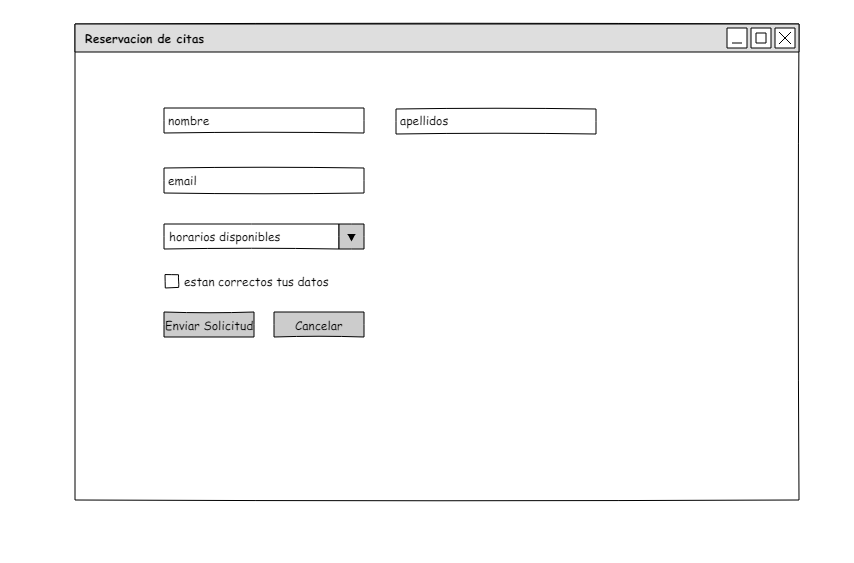 Reservacion de citas
nombre
apellidos
email
horarios disponibles
estan correctos tus datos
Enviar Solicitud
Cancelar